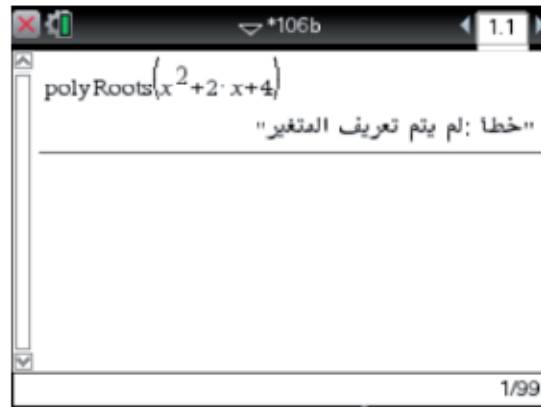 *106b
1.1
polyRoots(x²+2·x+4)
"خطأ :لم يتم تعريف المتغير"
1/99